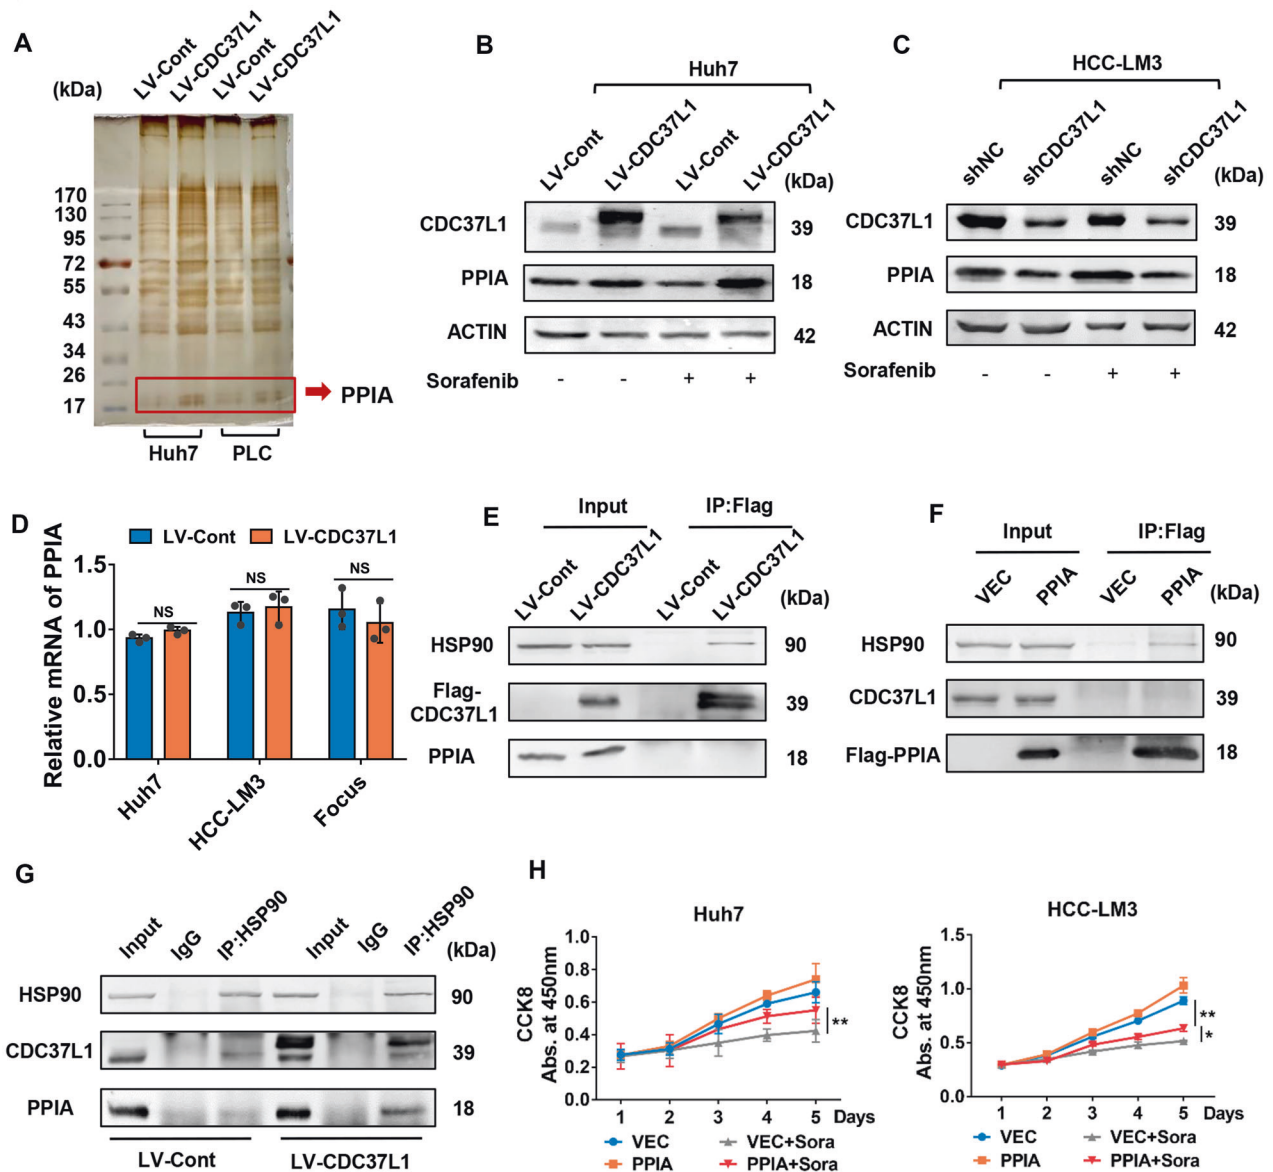 A
LV-Cont
LV-CDC37L1
LV-Cont
LV-CDC37L1
(kDa)
170
130
95
72
55
43
34
26
17
PPIA
Huh7
PLC
B
Huh7
LV-Cont
LV-CDC37L1
LV-Cont
LV-CDC37L1
(kDa)
CDC37L1
39
PPIA
18
ACTIN
42
Sorafenib - - + +
C
HCC-LM3
shNC
shCDC37L1
shNC
shCDC37L1
(kDa)
CDC37L1
39
PPIA
18
ACTIN
42
Sorafenib - - + +
D
LV-Cont
LV-CDC37L1
Relative mRNA of PPIA
1.5
1.0
0.5
0.0
NS
NS
NS
Huh7
HCC-LM3
Focus
E
Input
IP:Flag
LV-Cont
LV-CDC37L1
LV-Cont
LV-CDC37L1
(kDa)
HSP90
90
Flag-
CDC37L1
39
PPIA
18
F
Input
IP:Flag
VEC
PPIA
VEC
PPIA
(kDa)
HSP90
90
CDC37L1
39
Flag-PPIA
18
G
Input
IgG
IP:HSP90
Input
IgG
IP:HSP90
(kDa)
HSP90
90
CDC37L1
39
PPIA
18
LV-Cont
LV-CDC37L1
H
Huh7
CCK8
Abs. at 450nm
1.0
0.8
0.6
0.4
0.2
0.0
**
1 2 3 4 5 Days
VEC
VEC+Sora
PPIA
PPIA+Sora
HCC-LM3
CCK8
Abs. at 450nm
1.5
1.0
0.5
0.0
**
*
1 2 3 4 5 Days
VEC
VEC+Sora
PPIA
PPIA+Sora